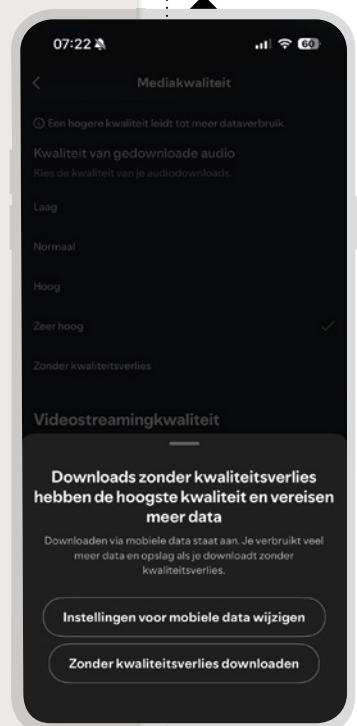 07:22
60
Mediakwaliteit
Een hogere kwaliteit leidt tot meer dataverbruik.
Kwaliteit van gedownloade audio
Kies de kwaliteit van je audiodownloads.
Laag
Normaal
Hoog
Zeer hoog
Zonder kwaliteitsverlies
Videostreamingkwaliteit
Downloads zonder kwaliteitsverlies
hebben de hoogste kwaliteit en vereisen
meer data
Downloaden via mobiele data staat aan. Je verbruikt veel
meer data en opslag als je downloadt zonder
kwaliteitsverlies.
Instellingen voor mobiele data wijzigen
Zonder kwaliteitsverlies downloaden